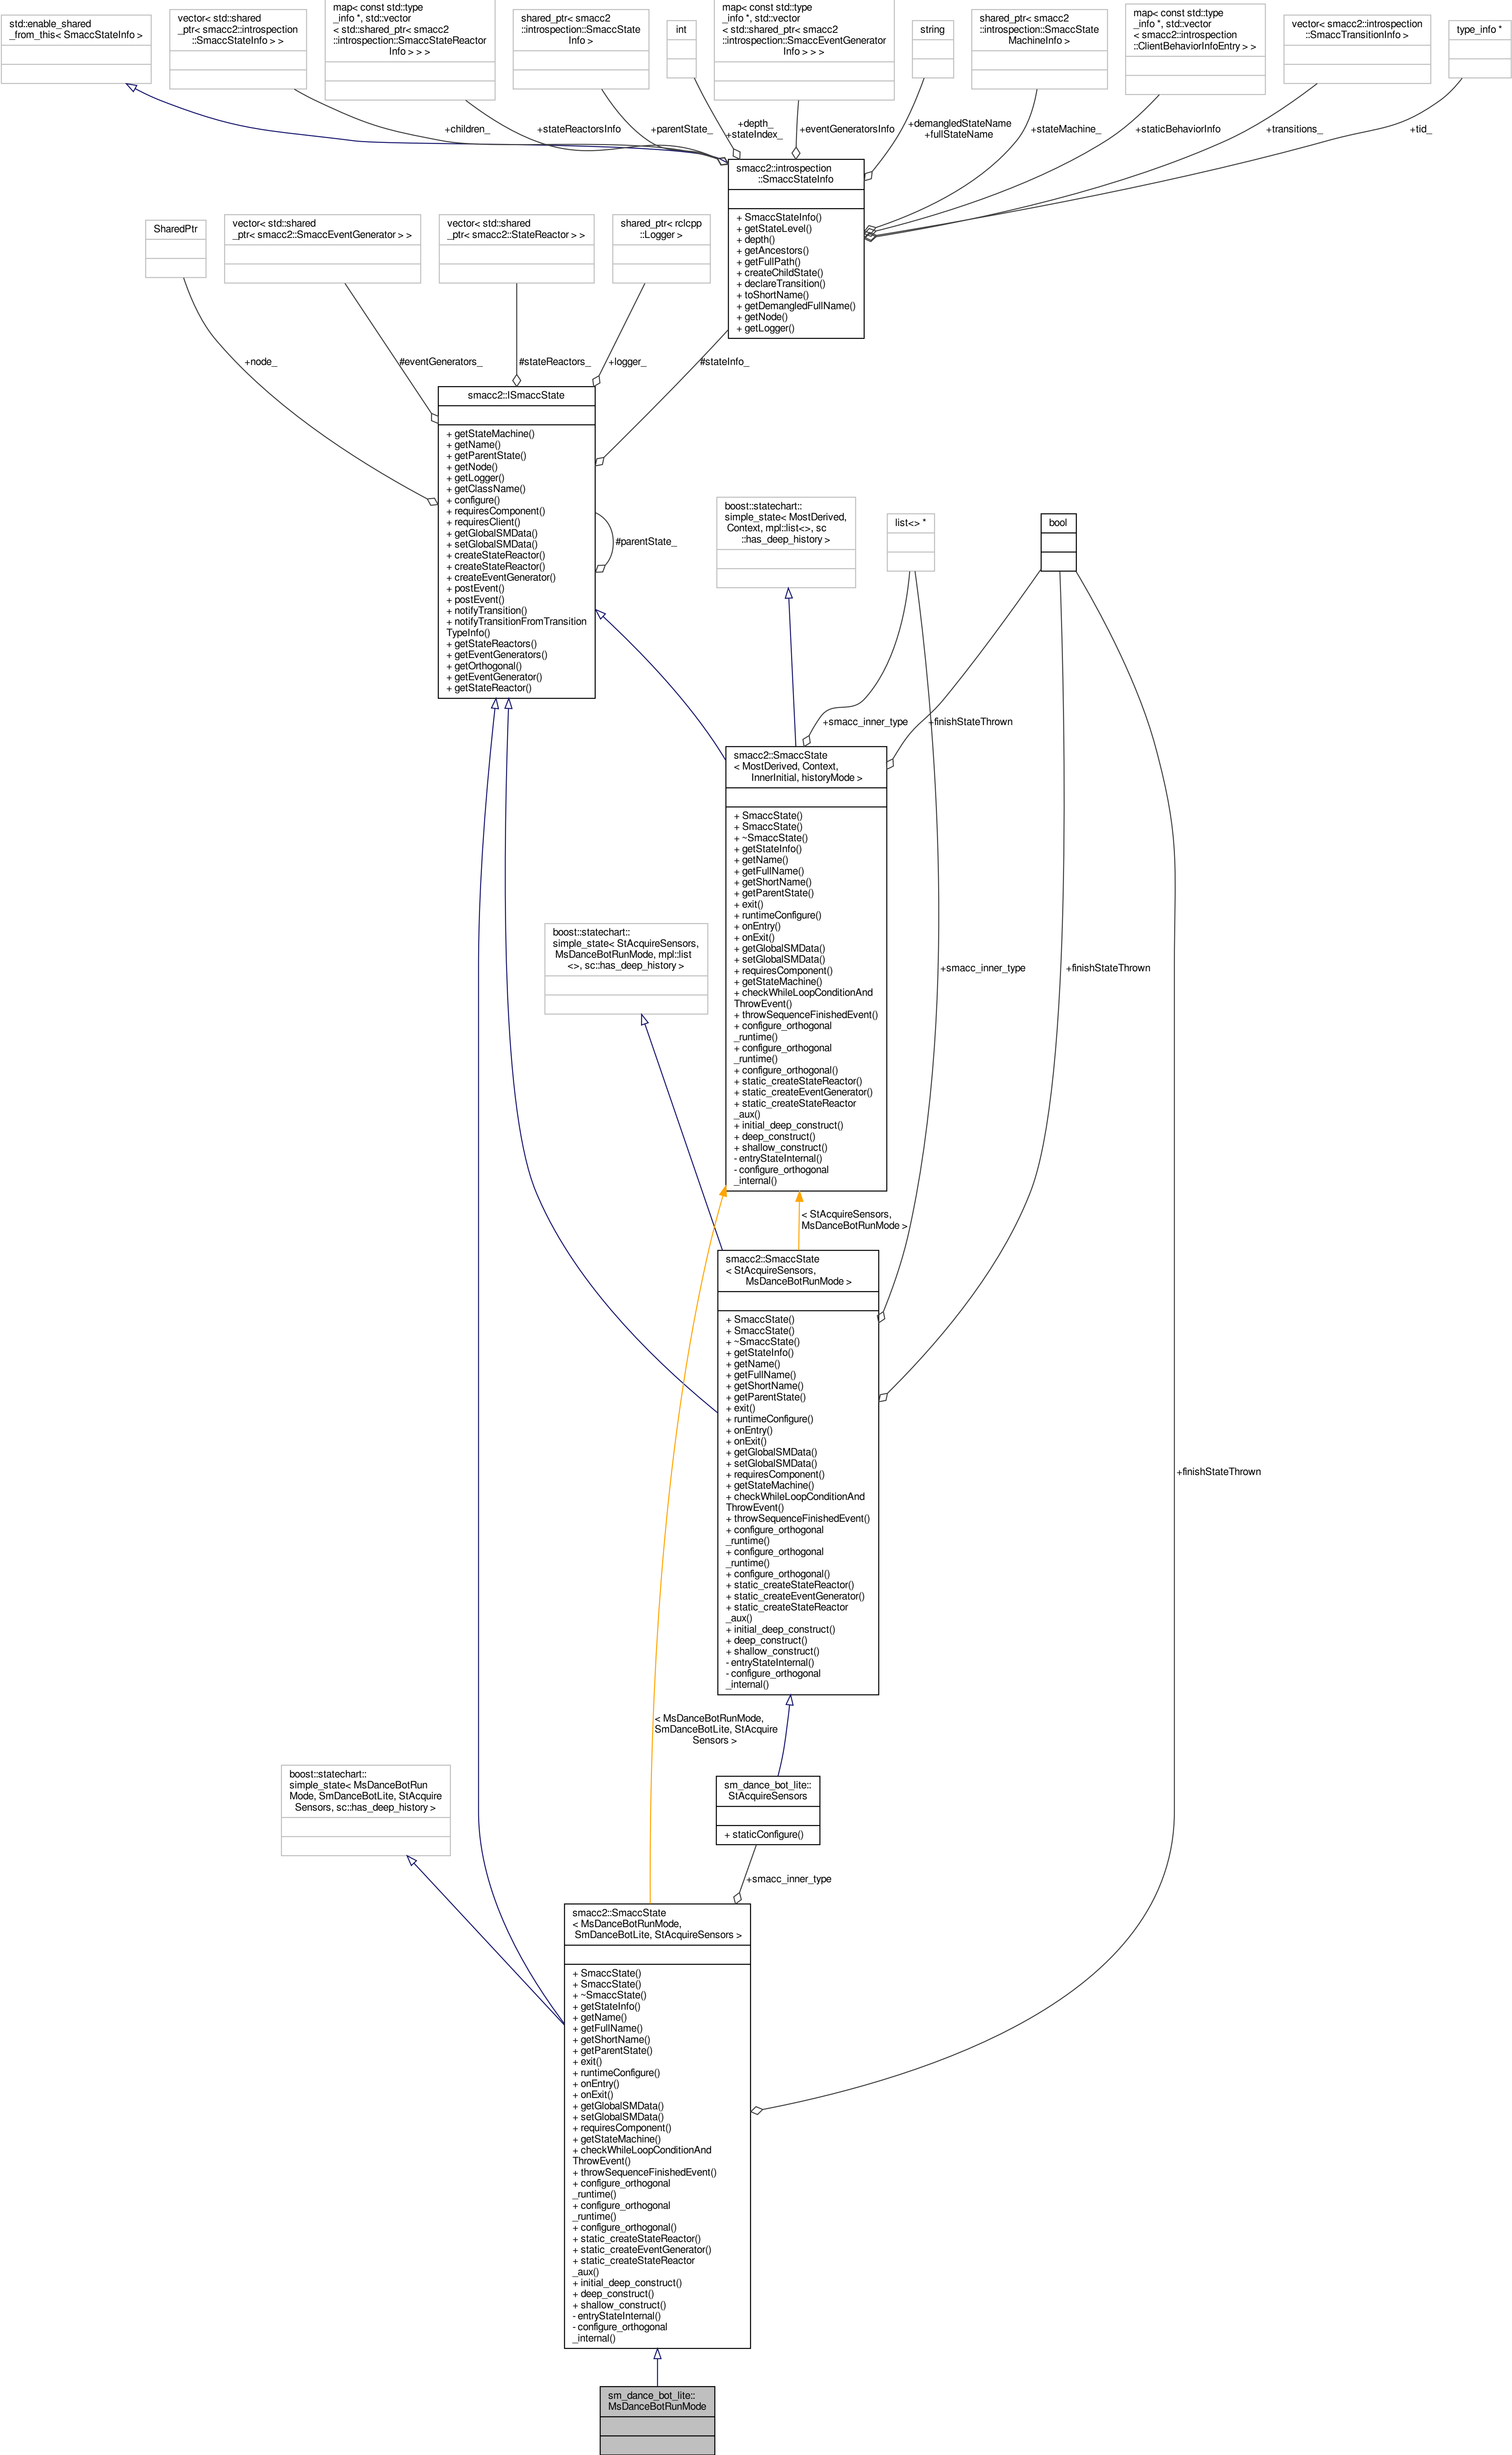 std::enable_shared
_from_this< SmaccStateInfo >
vector< std::shared
_ptr< smacc2::introspection
::SmaccStateInfo > >
map< const std::type
_info *, std::vector
< std::shared_ptr< smacc2
::introspection::SmaccStateReactor
Info > > >
shared_ptr< smacc2
::introspection::SmaccState
Info >
int
map< const std::type
_info *, std::vector
< std::shared_ptr< smacc2
::introspection::SmaccEventGenerator
Info > > >
string
shared_ptr< smacc2
::introspection::SmaccState
MachineInfo >
map< const std::type
_info *, std::vector
< smacc2::introspection
::ClientBehaviorInfoEntry > >
vector< smacc2::introspection
::SmaccTransitionInfo >
type_info *
+children_
+stateReactorsInfo
+parentState_
+depth_
+stateIndex_
+eventGeneratorsInfo
+demangledStateName
+fullStateName
+stateMachine_
+staticBehaviorInfo
+transitions_
+tid_
smacc2::introspection
::SmaccStateInfo
+ SmaccStateInfo()
+ getStateLevel()
+ depth()
+ getAncestors()
+ getFullPath()
+ createChildState()
+ declareTransition()
+ toShortName()
+ getDemangledFullName()
+ getNode()
+ getLogger()
SharedPtr
vector< std::shared
_ptr< smacc2::SmaccEventGenerator > >
vector< std::shared
_ptr< smacc2::StateReactor > >
shared_ptr< rclcpp
::Logger >
+node_
#eventGenerators_
#stateReactors_
+logger_
#stateInfo_
smacc2::ISmaccState
+ getStateMachine()
+ getName()
+ getParentState()
+ getNode()
+ getLogger()
+ getClassName()
+ configure()
+ requiresComponent()
+ requiresClient()
+ getGlobalSMData()
+ setGlobalSMData()
+ createStateReactor()
+ createStateReactor()
+ createEventGenerator()
+ postEvent()
+ postEvent()
+ notifyTransition()
+ notifyTransitionFromTransition
TypeInfo()
+ getStateReactors()
+ getEventGenerators()
+ getOrthogonal()
+ getEventGenerator()
+ getStateReactor()
#parentState_
boost::statechart::
simple_state< MostDerived,
Context, mpl::list<>, sc
::has_deep_history >
list<> *
bool
+smacc_inner_type
+finishStateThrown
smacc2::SmaccState
< MostDerived, Context,
InnerInitial, historyMode >
+ SmaccState()
+ SmaccState()
+ ~SmaccState()
+ getStateInfo()
+ getName()
+ getFullName()
+ getShortName()
+ getParentState()
+ exit()
+ runtimeConfigure()
+ onEntry()
+ onExit()
+ getGlobalSMData()
+ setGlobalSMData()
+ requiresComponent()
+ getStateMachine()
+ checkWhileLoopConditionAnd
ThrowEvent()
+ throwSequenceFinishedEvent()
+ configure_orthogonal
_runtime()
+ configure_orthogonal
_runtime()
+ configure_orthogonal()
+ static_createStateReactor()
+ static_createEventGenerator()
+ static_createStateReactor
_aux()
+ initial_deep_construct()
+ deep_construct()
+ shallow_construct()
- entryStateInternal()
- configure_orthogonal
_internal()
boost::statechart::
simple_state< StAcquireSensors,
MsDanceBotRunMode, mpl::list
<>, sc::has_deep_history >
+smacc_inner_type
+finishStateThrown
< StAcquireSensors,
MsDanceBotRunMode >
smacc2::SmaccState
< StAcquireSensors,
MsDanceBotRunMode >
+ SmaccState()
+ SmaccState()
+ ~SmaccState()
+ getStateInfo()
+ getName()
+ getFullName()
+ getShortName()
+ getParentState()
+ exit()
+ runtimeConfigure()
+ onEntry()
+ onExit()
+ getGlobalSMData()
+ setGlobalSMData()
+ requiresComponent()
+ getStateMachine()
+ checkWhileLoopConditionAnd
ThrowEvent()
+ throwSequenceFinishedEvent()
+ configure_orthogonal
_runtime()
+ configure_orthogonal
_runtime()
+ configure_orthogonal()
+ static_createStateReactor()
+ static_createEventGenerator()
+ static_createStateReactor
_aux()
+ initial_deep_construct()
+ deep_construct()
+ shallow_construct()
- entryStateInternal()
- configure_orthogonal
_internal()
+finishStateThrown
< MsDanceBotRunMode,
SmDanceBotLite, StAcquire
Sensors >
boost::statechart::
simple_state< MsDanceBotRun
Mode, SmDanceBotLite, StAcquire
Sensors, sc::has_deep_history >
sm_dance_bot_lite::
StAcquireSensors
+ staticConfigure()
+smacc_inner_type
smacc2::SmaccState
< MsDanceBotRunMode,
SmDanceBotLite, StAcquireSensors >
+ SmaccState()
+ SmaccState()
+ ~SmaccState()
+ getStateInfo()
+ getName()
+ getFullName()
+ getShortName()
+ getParentState()
+ exit()
+ runtimeConfigure()
+ onEntry()
+ onExit()
+ getGlobalSMData()
+ setGlobalSMData()
+ requiresComponent()
+ getStateMachine()
+ checkWhileLoopConditionAnd
ThrowEvent()
+ throwSequenceFinishedEvent()
+ configure_orthogonal
_runtime()
+ configure_orthogonal
_runtime()
+ configure_orthogonal()
+ static_createStateReactor()
+ static_createEventGenerator()
+ static_createStateReactor
_aux()
+ initial_deep_construct()
+ deep_construct()
+ shallow_construct()
- entryStateInternal()
- configure_orthogonal
_internal()
sm_dance_bot_lite::
MsDanceBotRunMode